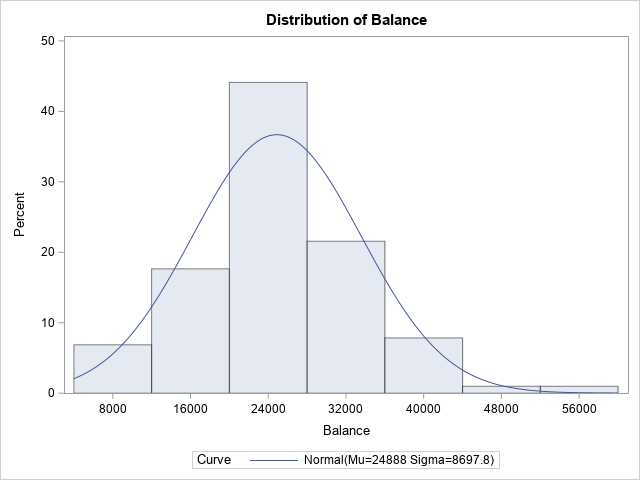 Distribution of Balance
50
40
30
20
10
0
Percent
8000 16000 24000 32000 40000 48000 56000
Balance
Curve Normal(Mu=24888 Sigma=8697.8)